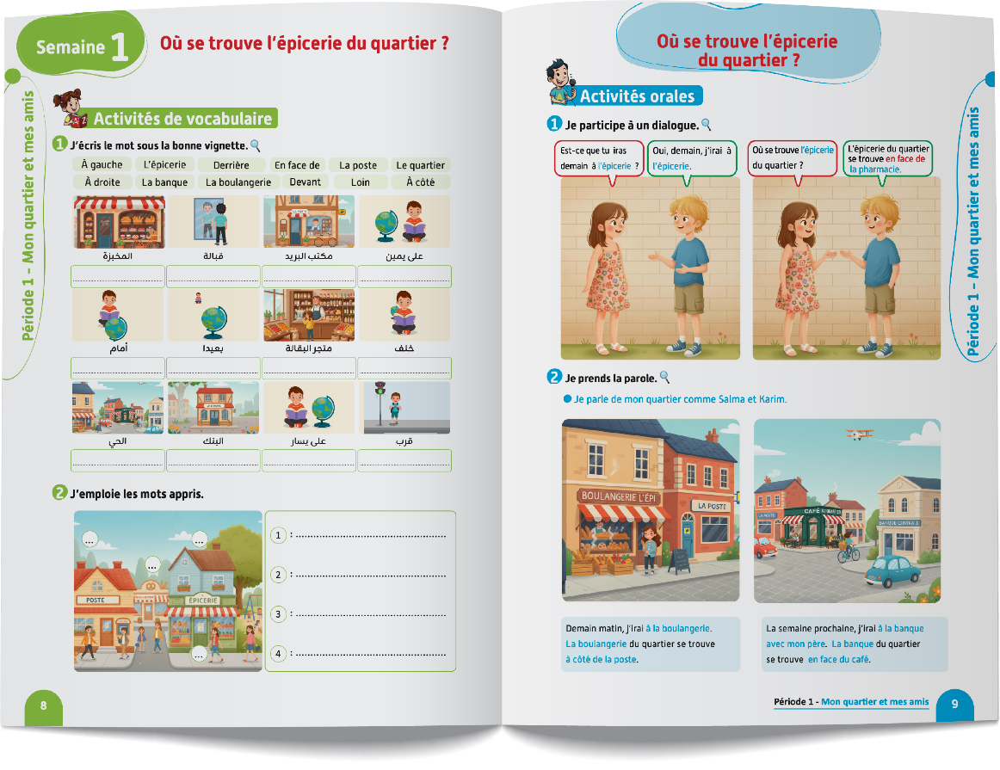 Semaine 1
Où se trouve l'épicerie du quartier ?
Période 1 - Mon quartier et mes amis
Activités de vocabulaire
1 J'écris le mot sous la bonne vignette.
À gauche L'épicerie Derrière En face de La poste Le quartier
À droite La banque La boulangerie Devant Loin À côté
LA POSTE
المخبزة قبالة مكتب البريد على يمين
أمام بعيدا متجر البقالة خلف
الحي البنك على يسار قرب
2 J'emploie les mots appris.
... ... ...
POSTE
ÉPICERIE
...
1 : ..........
2 : ..........
3 : ..........
4 : ..........
8
Où se trouve l'épicerie
du quartier ?
Activités orales
1 Je participe à un dialogue.
Est-ce que tu iras
demain à l'épicerie ?
Oui, demain, j'irai à
l'épicerie.
Où se trouve l'épicerie
du quartier ?
L'épicerie du quartier
se trouve en face de
la pharmacie.
2 Je prends la parole.
Je parle de mon quartier comme Salma et Karim.
BOULANGERIE L'ÉPI
LA POSTE
LA POSTE
CAFÉ DU QUARTIER
BANQUE CENTRALE
Demain matin, j'irai à la boulangerie.
La boulangerie du quartier se trouve
à côté de la poste.
La semaine prochaine, j'irai à la banque
avec mon père. La banque du quartier
se trouve en face du café.
Période 1 - Mon quartier et mes amis
Période 1 - Mon quartier et mes amis 9